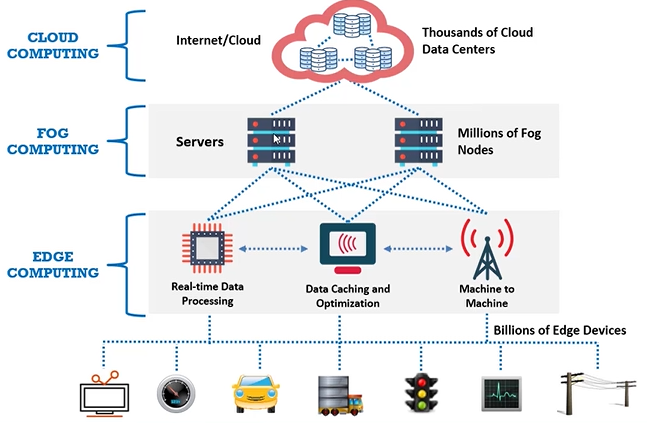 CLOUD
COMPUTING
Internet/Cloud
Thousands of Cloud
Data Centers
FOG
COMPUTING
Servers
Millions of Fog
Nodes
EDGE
COMPUTING
Real-time Data
Processing
Data Caching and
Optimization
Machine to
Machine
Billions of Edge Devices